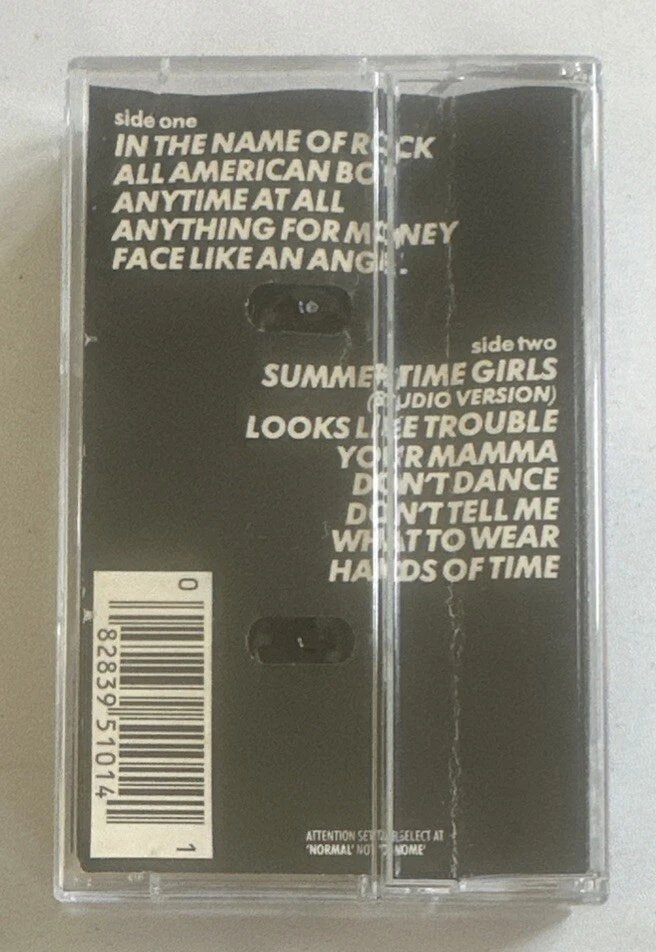 side one
IN THE NAME OF ROCK
ALL AMERICAN BOY
ANYTIME AT ALL
ANYTHING FOR MONEY
FACE LIKE AN ANGEL
side two
SUMMERTIME GIRLS
(STUDIO VERSION)
LOOKS LIKE TROUBLE
YOUR MAMMA
DON'T DANCE
DON'T TELL ME
WHAT TO WEAR
HANDS OF TIME
0 82839 51014 1
ATTENTION SET TAPE SELECT AT
'NORMAL' NOT